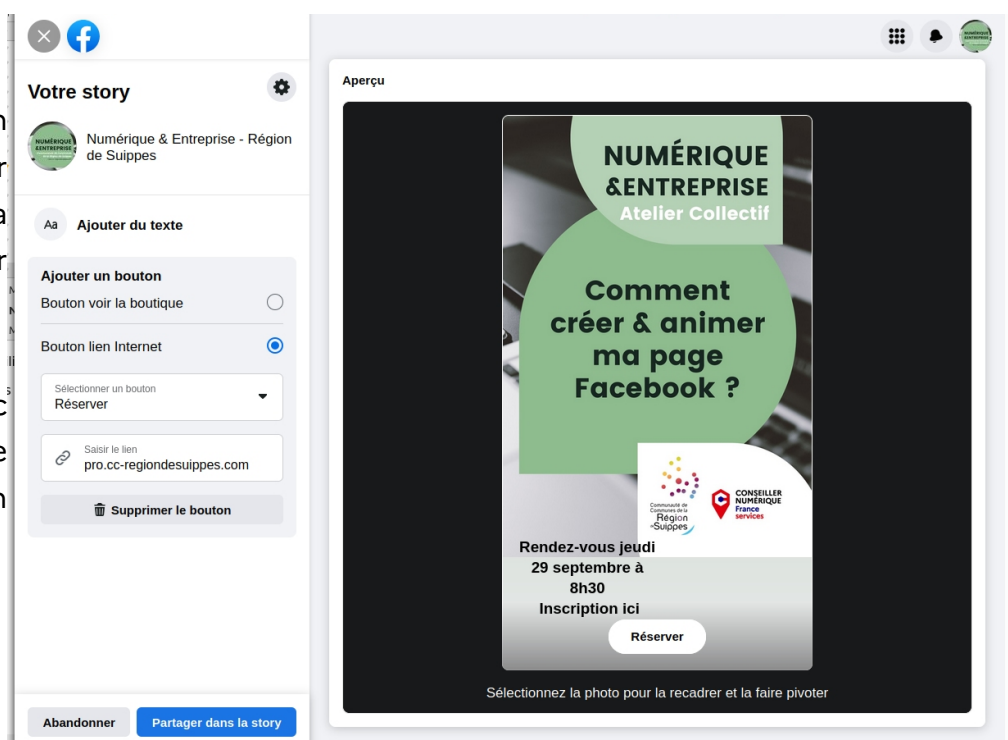 Votre story
NUMÉRIQUE
&ENTREPRISE
Numérique & Entreprise - Région
de Suippes
Aa Ajouter du texte
Ajouter un bouton
Bouton voir la boutique
Bouton lien Internet
Sélectionner un bouton
Réserver
Saisir le lien
pro.cc-regiondesuippes.com
Supprimer le bouton
Abandonner
Partager dans la story
Aperçu
NUMÉRIQUE
&ENTREPRISE
Atelier Collectif
Comment
créer & animer
ma page
Facebook ?
Communauté de
Communes de la
Région
de Suippes
CONSEILLER
NUMÉRIQUE
France
services
Rendez-vous jeudi
29 septembre à
8h30
Inscription ici
Réserver
Sélectionnez la photo pour la recadrer et la faire pivoter